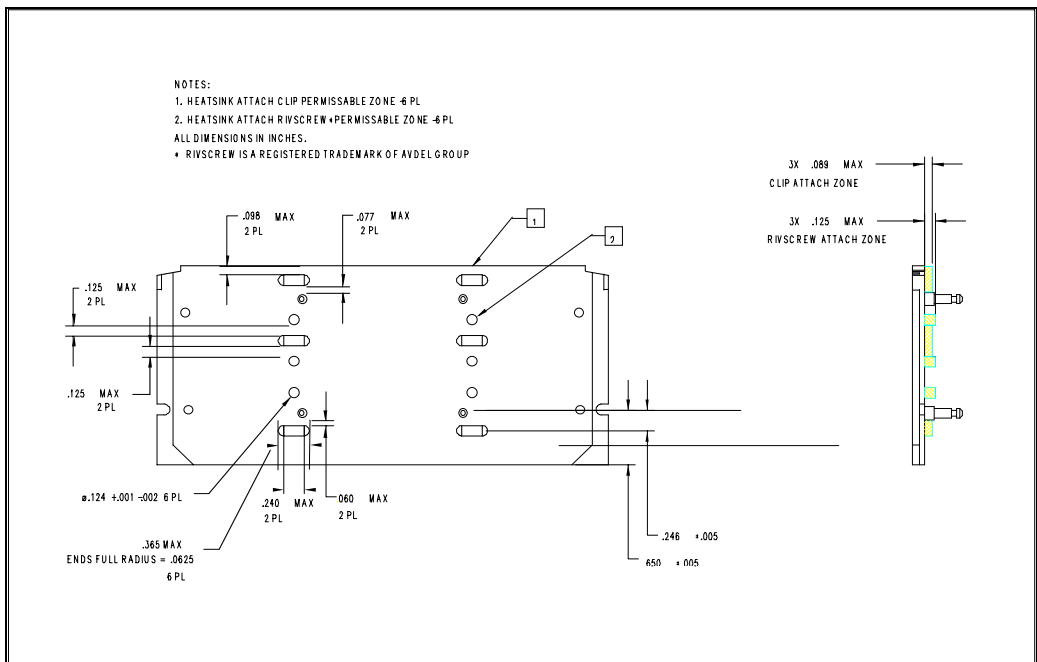 NOTES:
1. HEATSINK ATTACH CLIP PERMISSABLE ZONE -6 PL
2. HEATSINK ATTACH RIVSCREW * PERMISSABLE ZONE -6 PL
ALL DIMENSIONS IN INCHES.
* RIVSCREW IS A REGISTERED TRADEMARK OF AVDEL GROUP
3X .089 MAX
CLIP ATTACH ZONE
3X .125 MAX
RIVSCREW ATTACH ZONE
.098 MAX
2 PL
.077 MAX
2 PL
1
2
.125 MAX
2 PL
.125 MAX
2 PL
ø.124 +.001 -.002 6 PL
.240 MAX
2 PL
060 MAX
2 PL
.365 MAX
ENDS FULL RADIUS = .0625
6 PL
.246 ±.005
650 ±.005